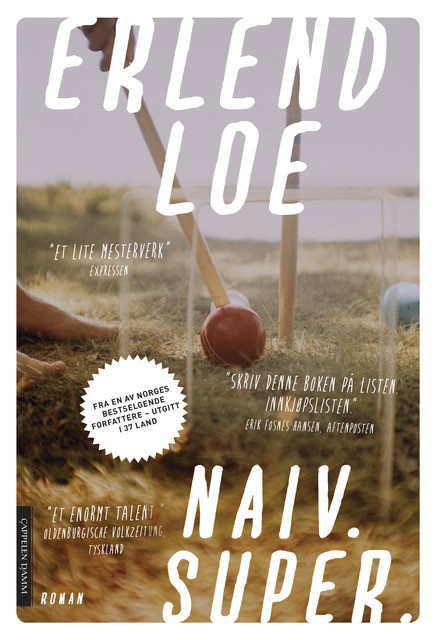 ERLEND
LOE
"ET LITE MESTERVERK"
EXPRESSEN
FRA EN AV NORGES
BESTSELGENDE
FORFATTERE – UTGITT
I 37 LAND
"SKRIV DENNE BOKEN PÅ LISTEN.
INNKJØPSLISTEN."
ERIK FOSNES HANSEN, AFTENPOSTEN
"ET ENORMT TALENT."
OLDENBURGISCHE VOLKZEITUNG,
TYSKLAND
NAIV.
SUPER.
CAPPELEN DAMM
ROMAN